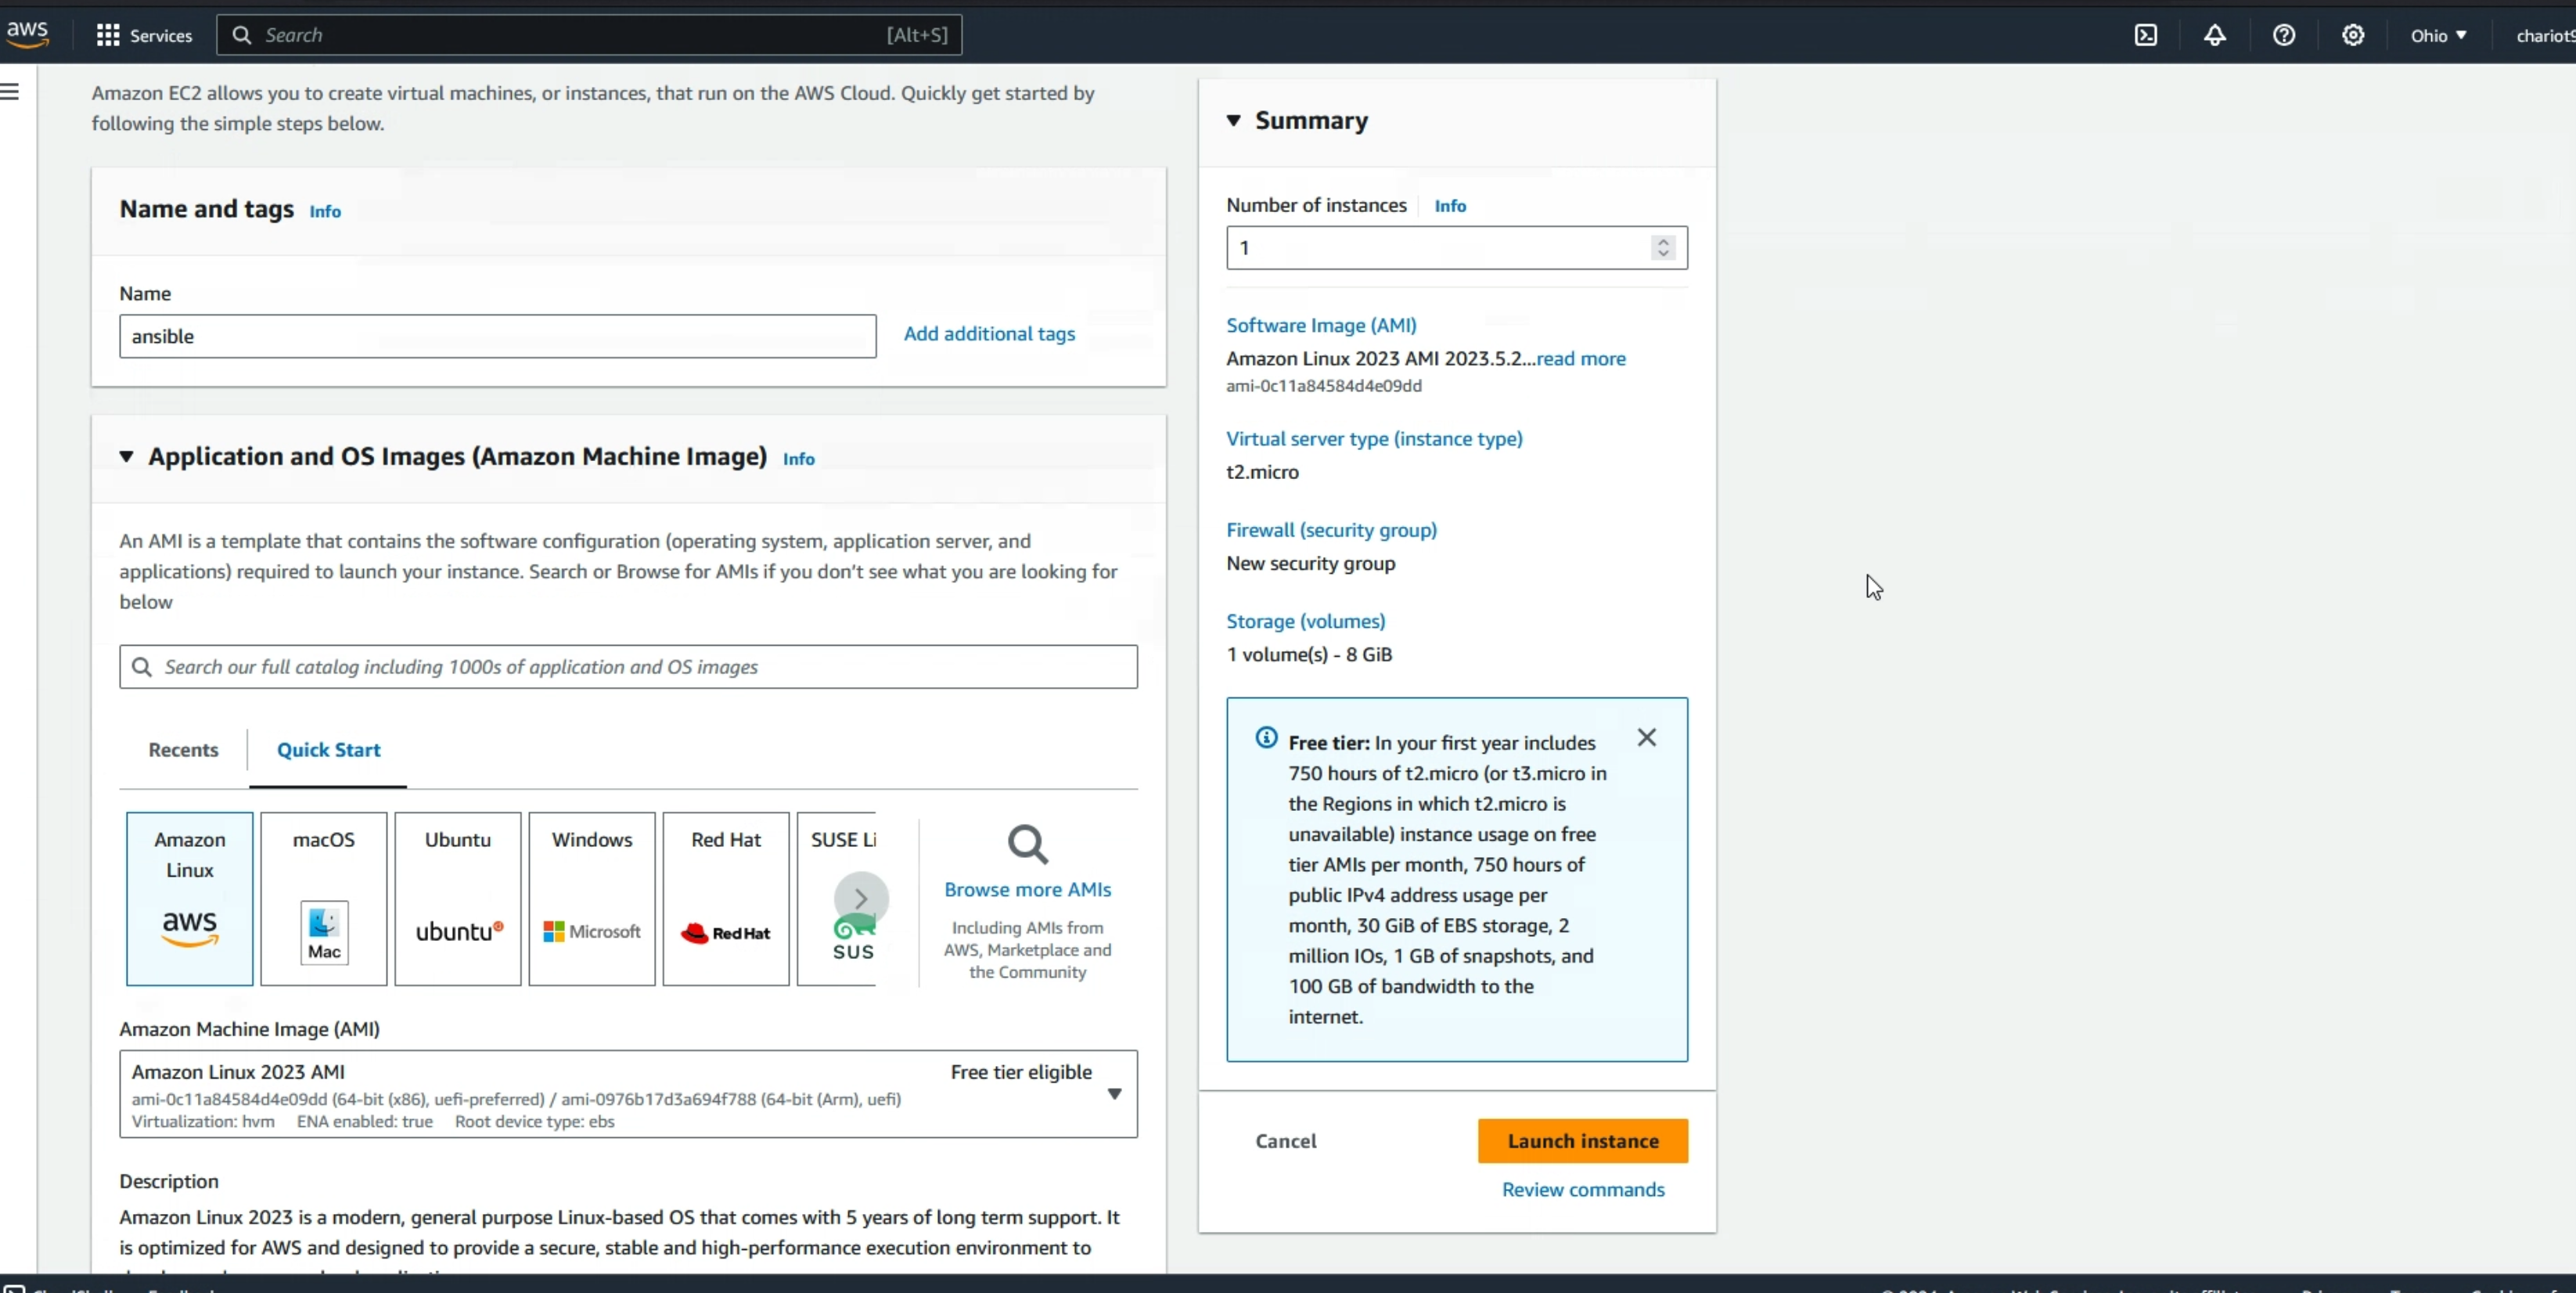 aws
Services
Search
[Alt+S]
Ohio
Amazon EC2 allows you to create virtual machines, or instances, that run on the AWS Cloud. Quickly get started by
following the simple steps below.
Name and tags Info
Name
ansible
Add additional tags
Application and OS Images (Amazon Machine Image) Info
An AMI is a template that contains the software configuration (operating system, application server, and
applications) required to launch your instance. Search or Browse for AMIs if you don’t see what you are looking for
below
Search our full catalog including 1000s of application and OS images
Recents
Quick Start
Amazon
Linux
aws
macOS
Mac
Ubuntu
ubuntu
Windows
Microsoft
Red Hat
Red Hat
SUSE Li
SUS
Browse more AMIs
Including AMIs from
AWS, Marketplace and
the Community
Amazon Machine Image (AMI)
Amazon Linux 2023 AMI
Free tier eligible
ami-0c11a84584d4e09dd (64-bit (x86), uefi-preferred) / ami-0976b17d3a694f788 (64-bit (Arm), uefi)
Virtualization: hvm ENA enabled: true Root device type: ebs
Description
Amazon Linux 2023 is a modern, general purpose Linux-based OS that comes with 5 years of long term support. It
is optimized for AWS and designed to provide a secure, stable and high-performance execution environment to
Summary
Number of instances Info
1
Software Image (AMI)
Amazon Linux 2023 AMI 2023.5.2...read more
ami-0c11a84584d4e09dd
Virtual server type (instance type)
t2.micro
Firewall (security group)
New security group
Storage (volumes)
1 volume(s) - 8 GiB
Free tier: In your first year includes
750 hours of t2.micro (or t3.micro in
the Regions in which t2.micro is
unavailable) instance usage on free
tier AMIs per month, 750 hours of
public IPv4 address usage per
month, 30 GiB of EBS storage, 2
million IOs, 1 GB of snapshots, and
100 GB of bandwidth to the
internet.
Cancel
Launch instance
Review commands